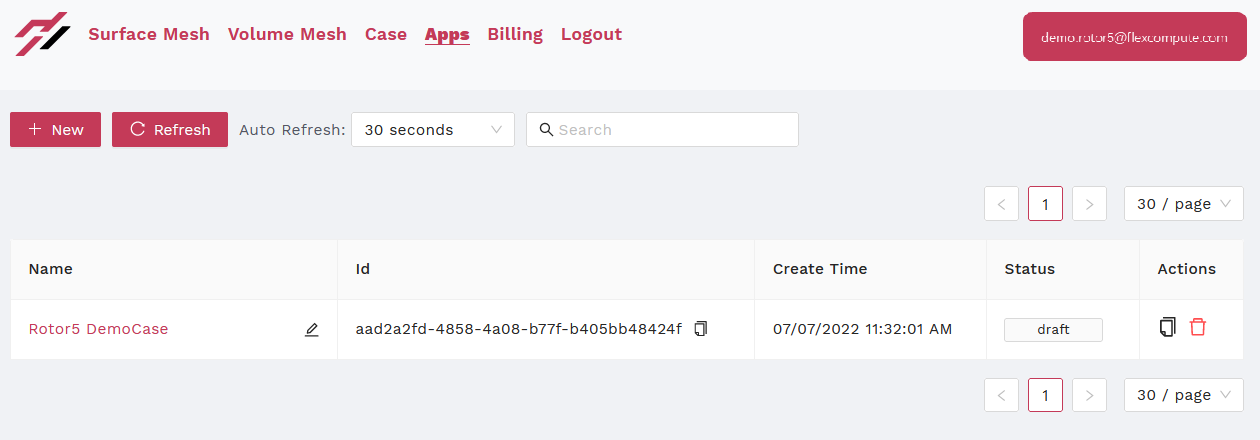 Surface Mesh Volume Mesh Case Apps Billing Logout demo.rotor5@flexcompute.com
New Refresh Auto Refresh: 30 seconds Search
1 30 / page
Name Id Create Time Status Actions
Rotor5 DemoCase aad2a2fd-4858-4a08-b77f-b405bb48424f 07/07/2022 11:32:01 AM draft
1 30 / page